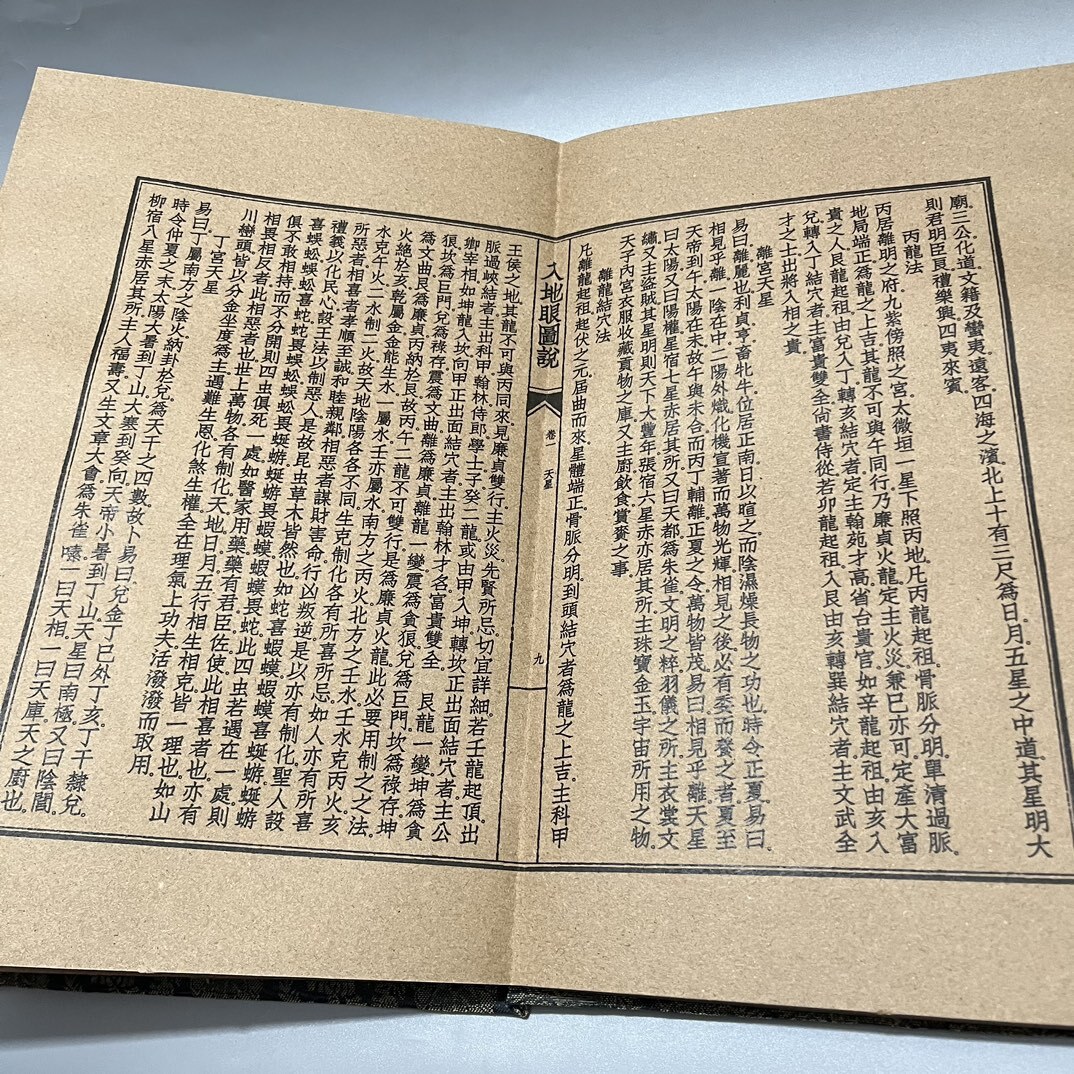 廟。三公化道。文籍及蠻夷。遠客。四海之濱。北上十有三尺。為日。月。五星之中道。其星明大
則君明臣良。禮樂興。四夷來賓。
丙龍法
丙居離明之府。九紫傍照之宮。太微垣一星下照丙地。凡丙龍起祖。骨脈分明。單清過脈。
地局端正。為龍之上吉。其龍不可與午同行。乃廉貞火龍。定主火災。兼巳亦可。定產大富
貴之人。艮龍起祖。由兌入丁。轉亥結穴者。定主翰苑才高。省台貴官。如辛龍起祖。由亥入
兌。轉入丁結穴者。主富貴雙全。尚書侍從。若卯龍起祖。入艮由亥轉巽結穴者。主文武全
才之士。出將入相之貴。
離宮天星
易曰。離麗也。利貞亨。畜牝牛。位居正南。日以暄之。而陰濕燥。長物之功也。時令正夏。易曰。
相見乎離。一陰在中。二陽外熾。化機宣著。而萬物光輝。相見之後。必有委而養之者。夏至
天帝到午。太陽在未。故午與未合。而丙丁輔離。正夏之令。萬物皆茂。易曰。相見乎離。天星
曰太陽。又曰陽權。星宿七星赤。居其所。又曰天都。為朱雀。文明之粹。羽儀之所。主衣裳文
繡。又主盜賊。其星明則天下大豐年。張宿六星赤。亦居其所。主珠寶金玉。宇宙所用之物。
天子內宮衣服。收藏貢物之庫。又主廚飲食賞賚之事。
離龍結穴法
凡離龍起祖。起伏之元。屈曲而來。星體端正。骨脈分明。到頭結穴者。為龍之上吉。主科甲
入地眼圖說
卷一 天星
九
王侯之地。其龍不可與丙同來。見廉貞雙行。主火災。先賢所忌。切宜詳細。若壬龍起頂。出
脈過峽結者。主出科甲翰林侍郎學士。子癸二龍。或由甲入坤轉坎。正出面結穴者。主公
卿宰相。如坤龍入坎向甲。正出面結穴者。主出翰林才名。富貴雙全。 艮龍一變。坤為貪
狼。坎為巨門。兌為祿存。震為文曲。離為廉貞。離龍 變。震為貪狼。兌為巨門。坎為祿存。坤
為文曲。艮為廉貞。丙納於艮。故丙午二龍不可雙行。是為廉貞火龍。此必要用制之之法。
火絕於亥。乾屬金。金能生水。一屬水。壬亦屬水。南方之丙火。北方之壬水。壬水克丙火。亥
水克午火。二水制二火。故天地陰陽。各各不同。生克制化。各有所喜所忌。如人亦有所喜
所惡者。相喜者。孝順至誠。和睦親鄰。相惡者。謀財害命。行凶叛逆。是以亦有制化。聖人設
禮義。以化民心。設王法以制惡人。是故昆虫草木皆然也。如蛇喜蝦蟆。蝦蟆喜蜒蝣。蜒蝣
喜蜈蚣。蜈蚣喜蛇。蛇畏蜈蚣。蜈蚣畏蜒蝣。蜒蝣畏蝦蟆。蝦蟆畏蛇。此四虫若遇在一處。則
俱不敢相持。而不分開。則四虫俱死一處。如醫家用藥。藥有君臣佐使。此相喜者也。亦有
相畏相反者。此相惡者也。世上萬物。各有制化。天地日月。五行相生相克。皆一理也。如山
川巒頭。皆以分金坐度為主。遇難生恩。化煞生權。全在理氣上功夫。活潑潑而取用。
丁宮天星
易曰。丁屬南方之陰火。納卦於兌。為天干之四數。故卜易曰。兌金丁巳外丁亥。丁干隸兌。
時令仲夏之末。太陽大暑到丁山。大寒到癸向。天帝小暑到丁山。天星曰南極。又曰陰闇。
柳宿八星赤。居其所。主人福壽。又生文章大會。為朱雀 嗉。一曰天相。一曰天庫。天之廚也。